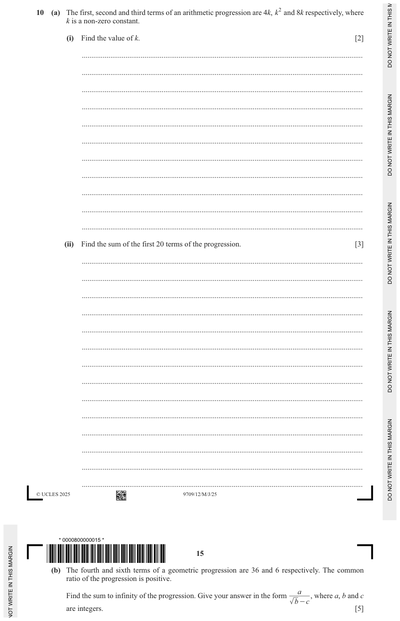 10 (a) The first, second and third terms of an arithmetic progression are 4k, k² and 8k respectively, where
k is a non-zero constant.
(i) Find the value of k. [2]
(ii) Find the sum of the first 20 terms of the progression. [3]
© UCLES 2025 9709/12/M/J/25
DO NOT WRITE IN THIS MARGIN
DO NOT WRITE IN THIS MARGIN
DO NOT WRITE IN THIS MARGIN
DO NOT WRITE IN THIS MARGIN
DO NOT WRITE IN THIS M
* 0000800000015 *
15
(b) The fourth and sixth terms of a geometric progression are 36 and 6 respectively. The common
ratio of the progression is positive.
Find the sum to infinity of the progression. Give your answer in the form a/(√b − c), where a, b and c
are integers. [5]
OT WRITE IN THIS MARGIN